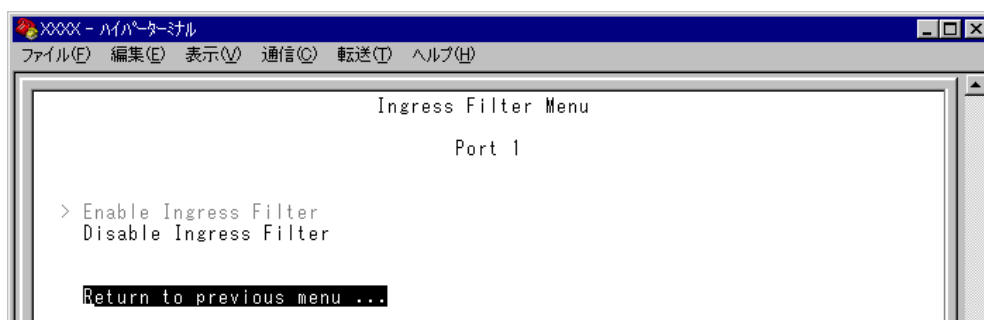 XXXX - ﾊｲﾊﾟｰﾀｰﾐﾅﾙ
ファイル(F) 編集(E) 表示(V) 通信(C) 転送(T) ヘルプ(H)
Ingress Filter Menu
Port 1
> Enable Ingress Filter
Disable Ingress Filter
Return to previous menu ...